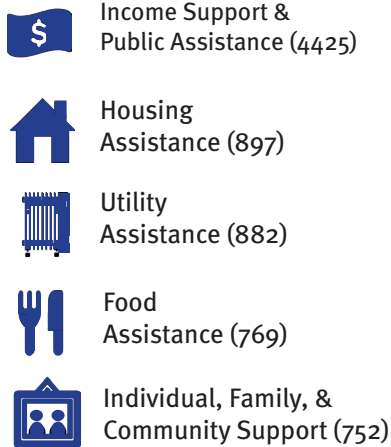 $
Income Support &
Public Assistance (4425)
Housing
Assistance (897)
Utility
Assistance (882)
Food
Assistance (769)
Individual, Family, &
Community Support (752)